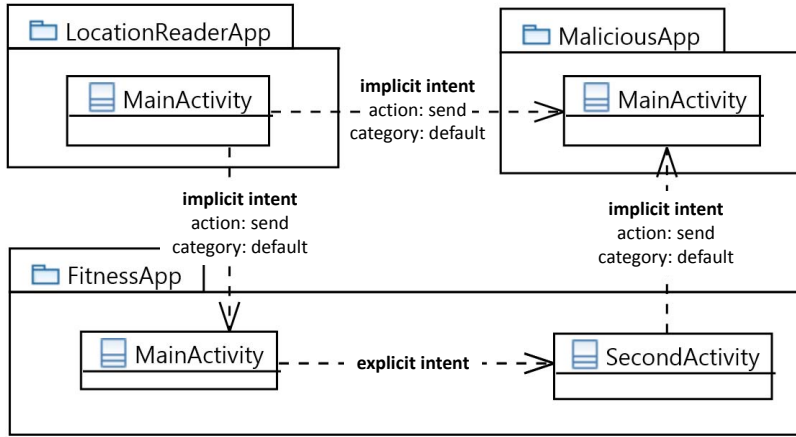 LocationReaderApp
MainActivity
implicit intent
action: send
category: default
MaliciousApp
MainActivity
implicit intent
action: send
category: default
implicit intent
action: send
category: default
FitnessApp
MainActivity
explicit intent
SecondActivity